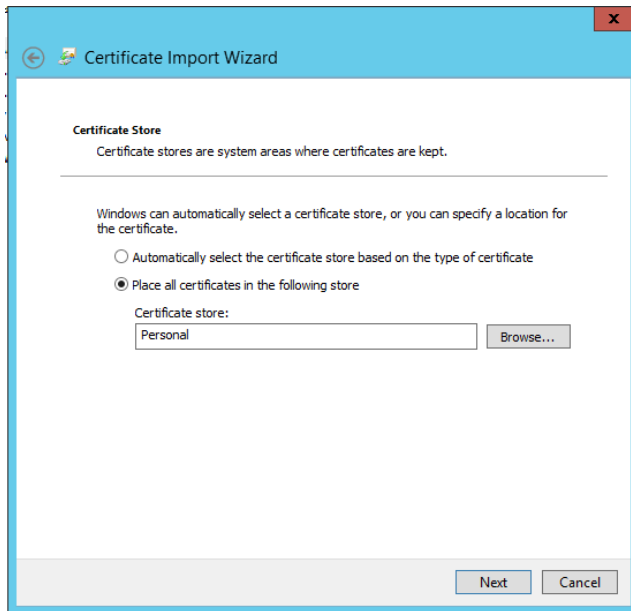 x
Certificate Import Wizard
Certificate Store
Certificate stores are system areas where certificates are kept.
Windows can automatically select a certificate store, or you can specify a location for
the certificate.
Automatically select the certificate store based on the type of certificate
Place all certificates in the following store
Certificate store:
Personal
Browse...
Next
Cancel